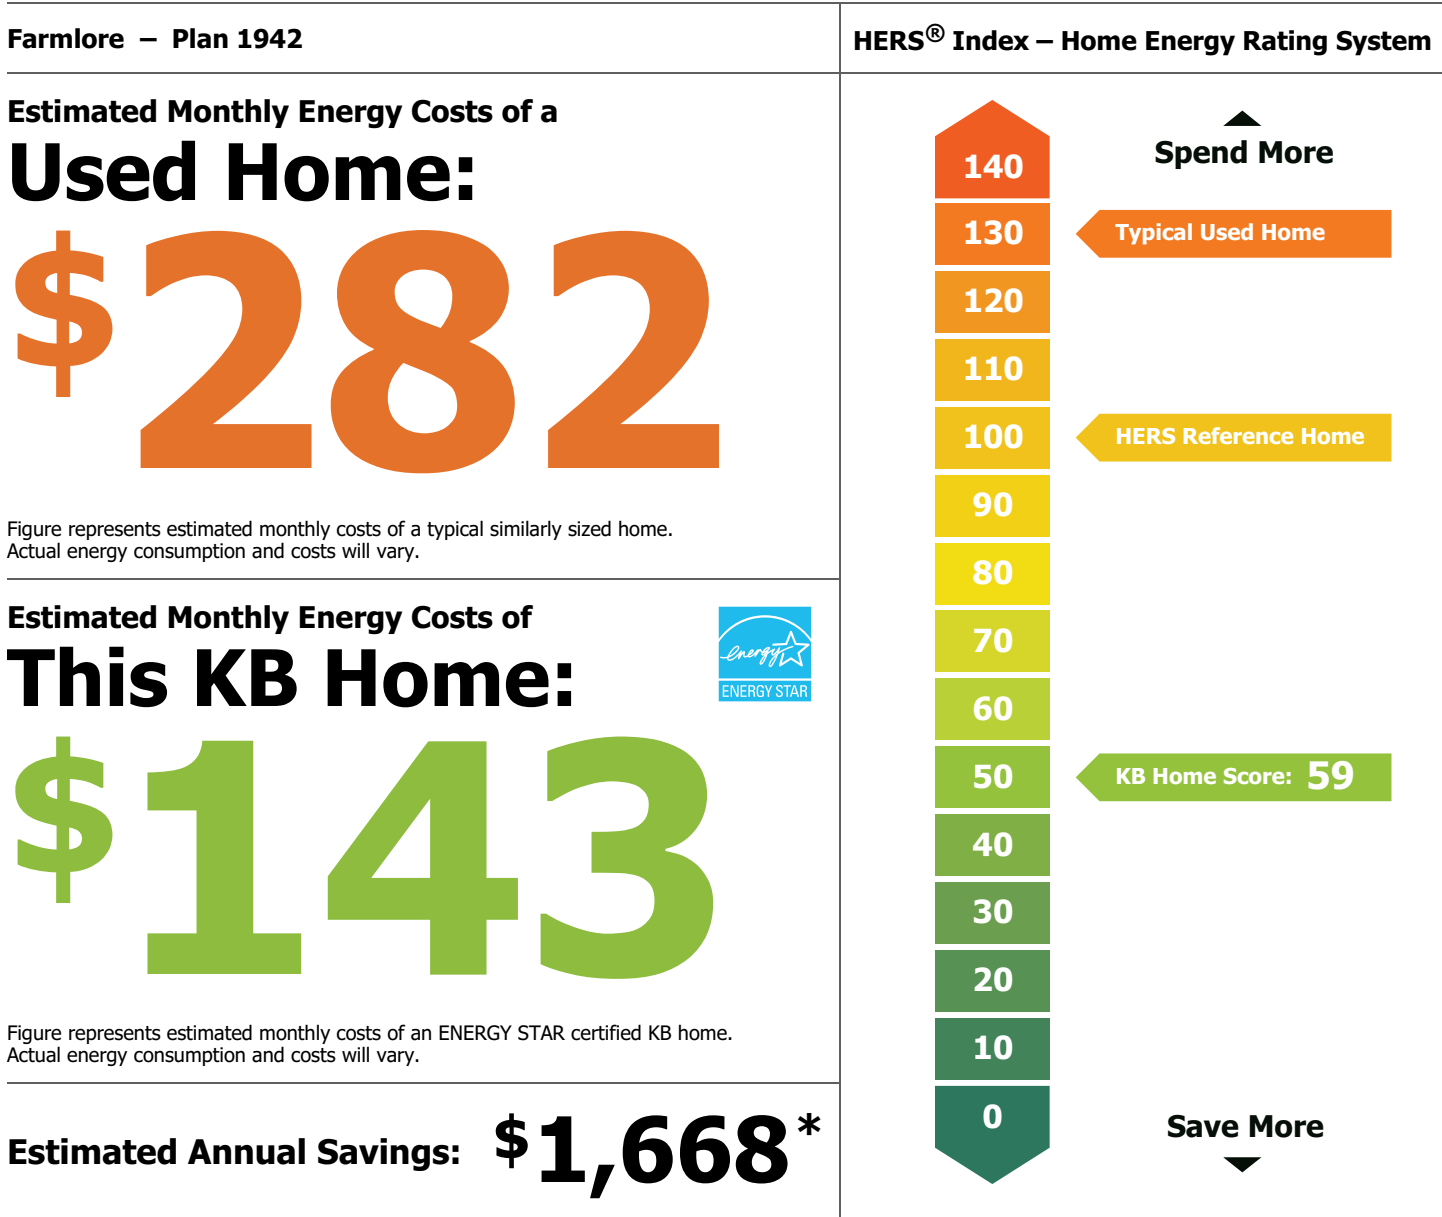 Farmlore – Plan 1942
Estimated Monthly Energy Costs of a
Used Home:
$282
Figure represents estimated monthly costs of a typical similarly sized home.
Actual energy consumption and costs will vary.
Estimated Monthly Energy Costs of
This KB Home:
energy
ENERGY STAR
$143
Figure represents estimated monthly costs of an ENERGY STAR certified KB home.
Actual energy consumption and costs will vary.
Estimated Annual Savings: $1,668*
HERS® Index – Home Energy Rating System
Spend More
140
130 Typical Used Home
120
110
100 HERS Reference Home
90
80
70
60
50 KB Home Score: 59
40
30
20
10
0
Save More